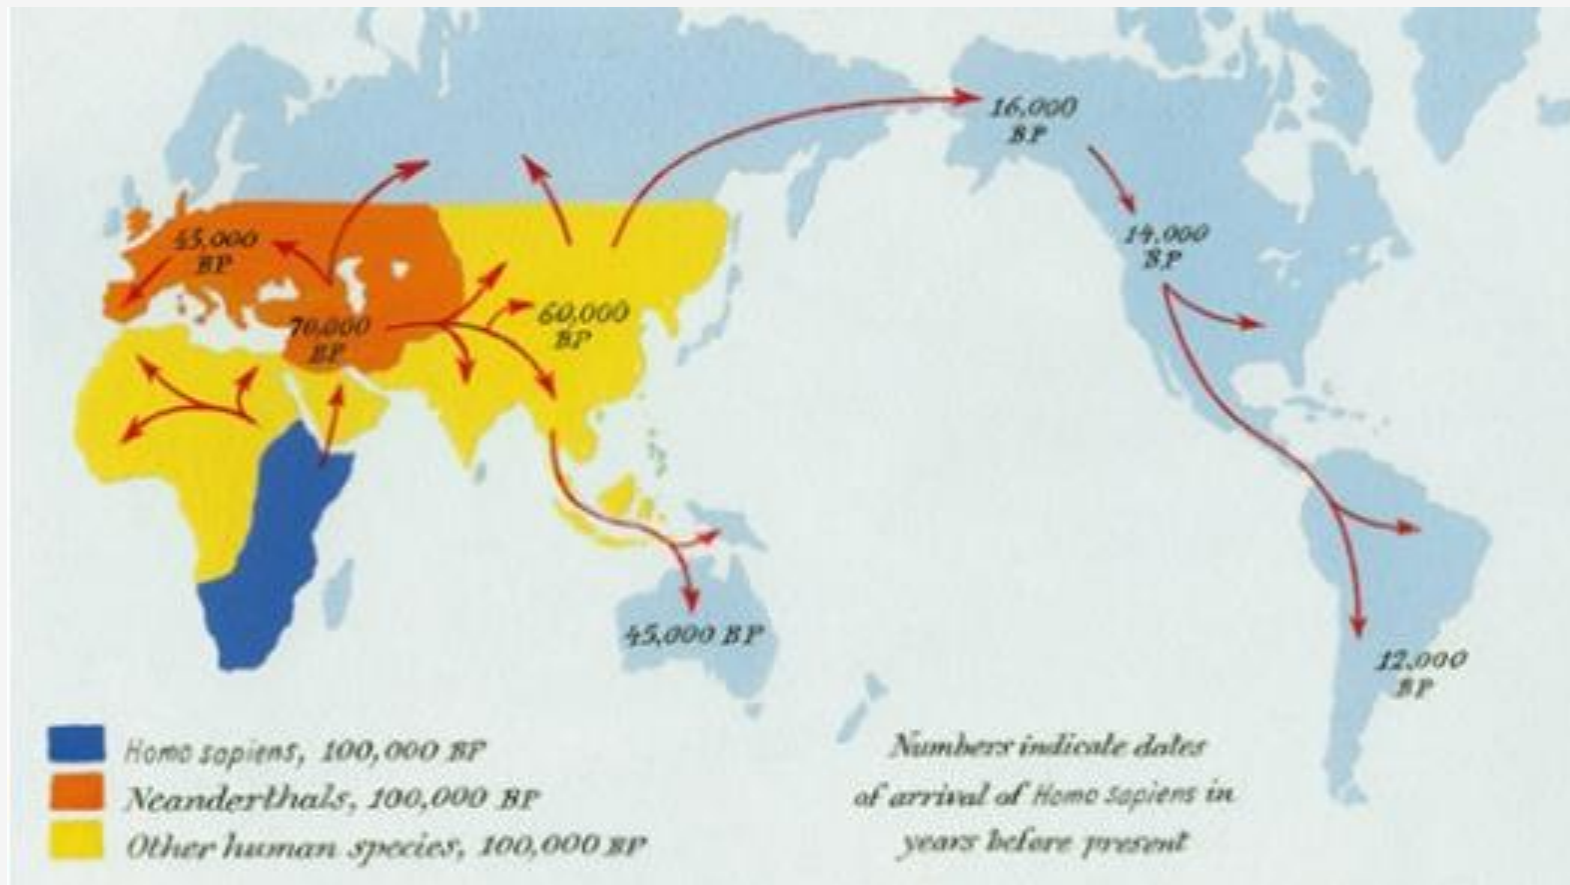 16,000
BP
14,000
BP
45,000
BP
70,000
BP
60,000
BP
45,000 BP
12,000
BP
Homo sapiens, 100,000 BP
Neanderthals, 100,000 BP
Other human species, 100,000 BP
Numbers indicate dates
of arrival of Homo sapiens in
years before present